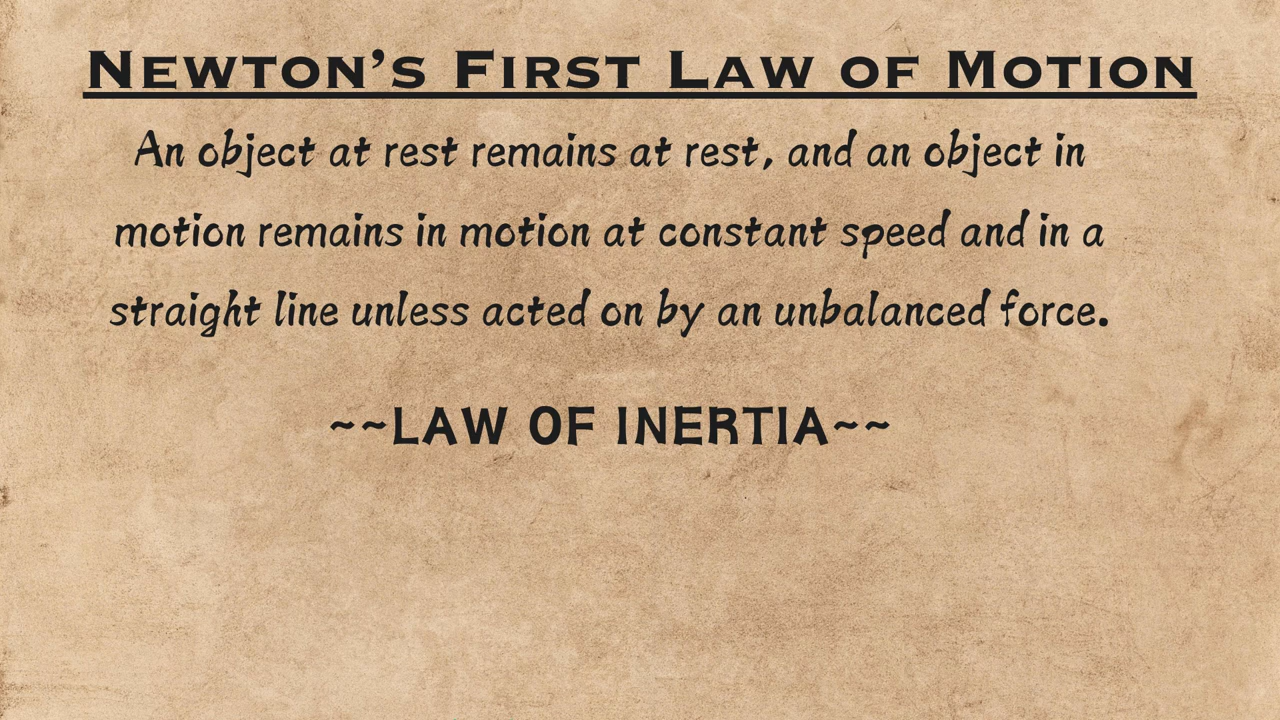 Newton’s First Law of Motion
An object at rest remains at rest, and an object in
motion remains in motion at constant speed and in a
straight line unless acted on by an unbalanced force.
~~LAW OF INERTIA~~